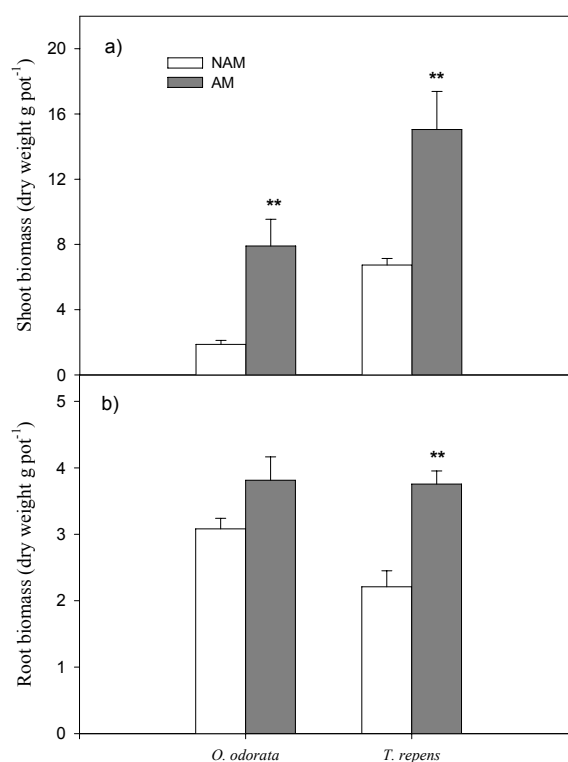 a)
NAM
AM
**
**
20
16
12
8
4
0
Shoot biomass (dry weight g pot⁻¹)
b)
**
5
4
3
2
1
0
Root biomass (dry weight g pot⁻¹)
O. odorata T. repens